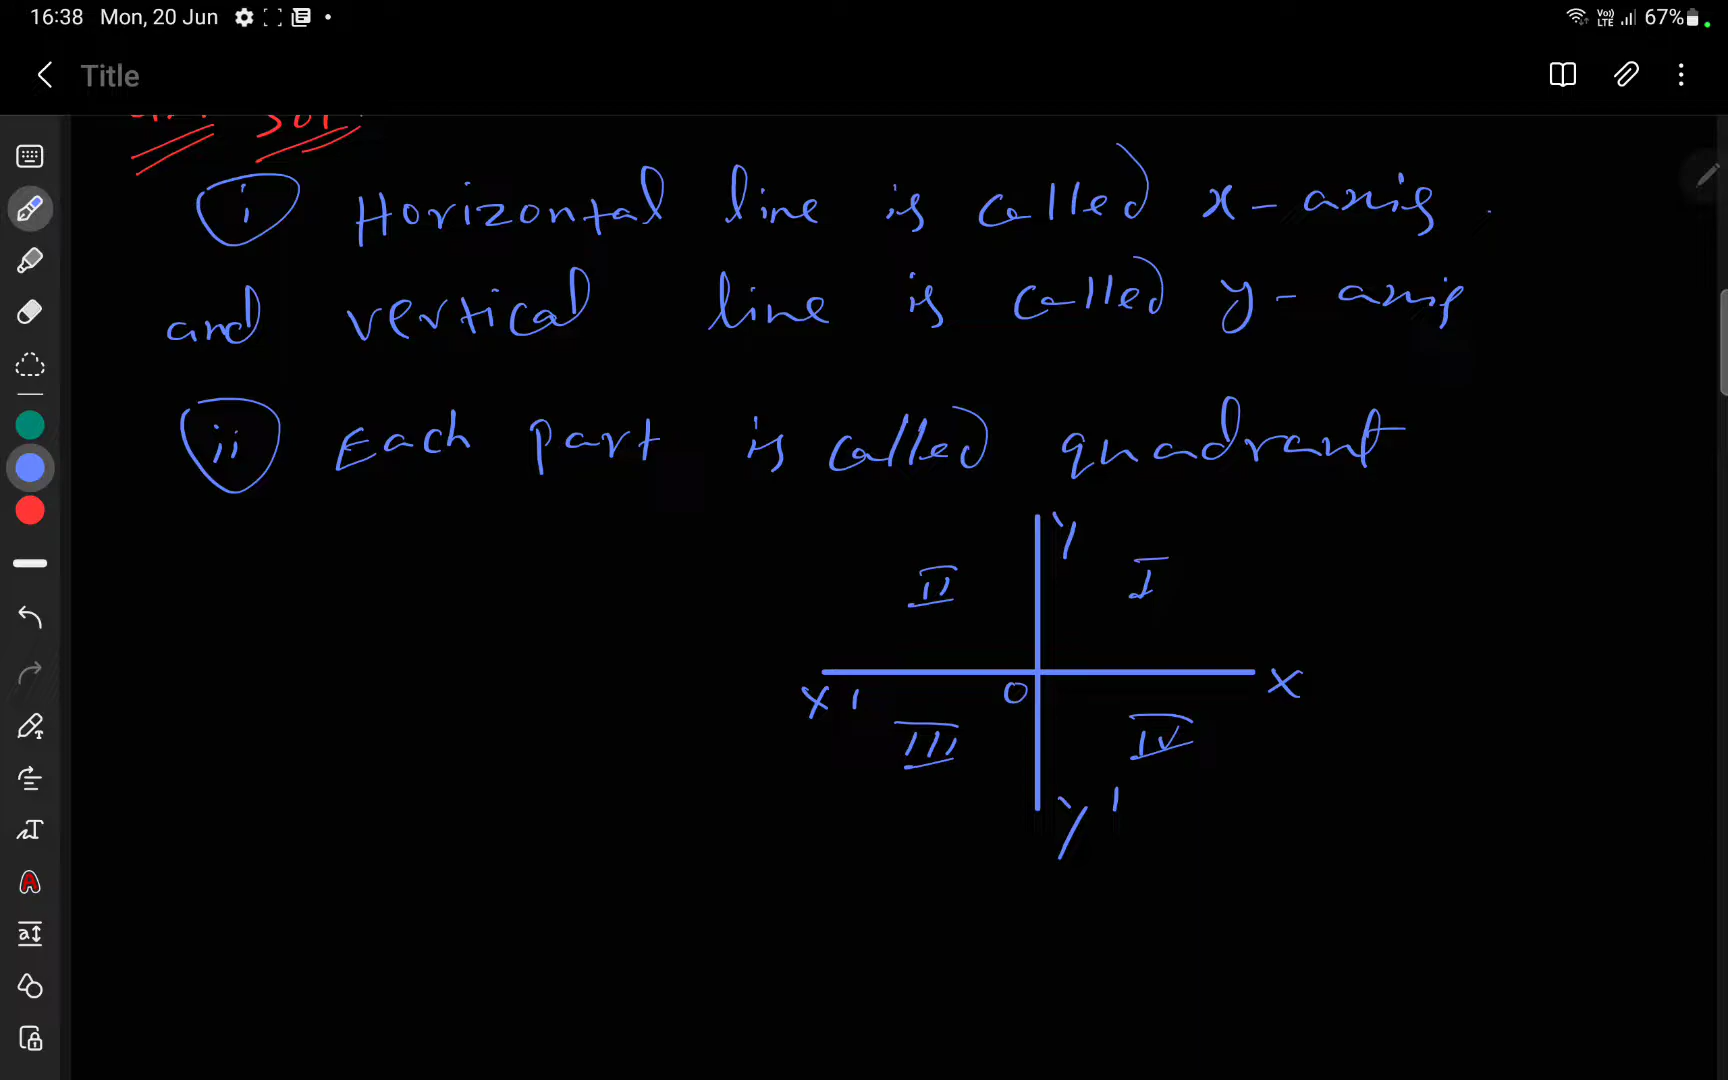 16:38 Mon, 20 Jun
VoLTE 67%
Title
i Horizontal line is called x-axis.
and vertical line is called y-axis
ii Each part is called quadrant
Y
II I
X' O X
III IV
Y'